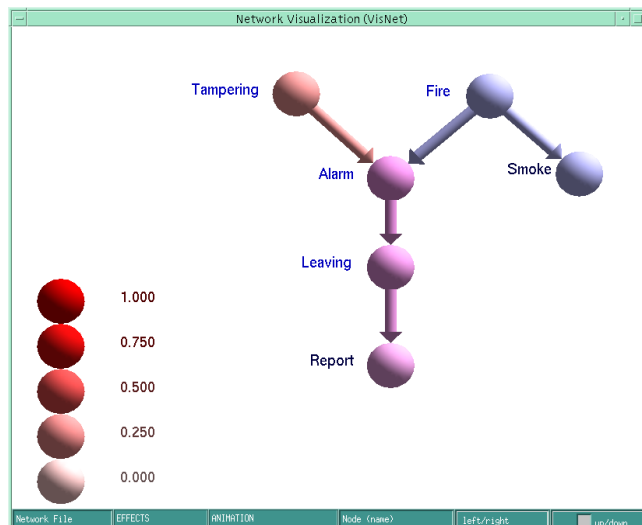 Network Visualization (VisNet)
Tampering
Fire
Alarm
Smoke
Leaving
Report
1.000
0.750
0.500
0.250
0.000
Network File EFFECTS ANIMATION Node (name) left/right up/down